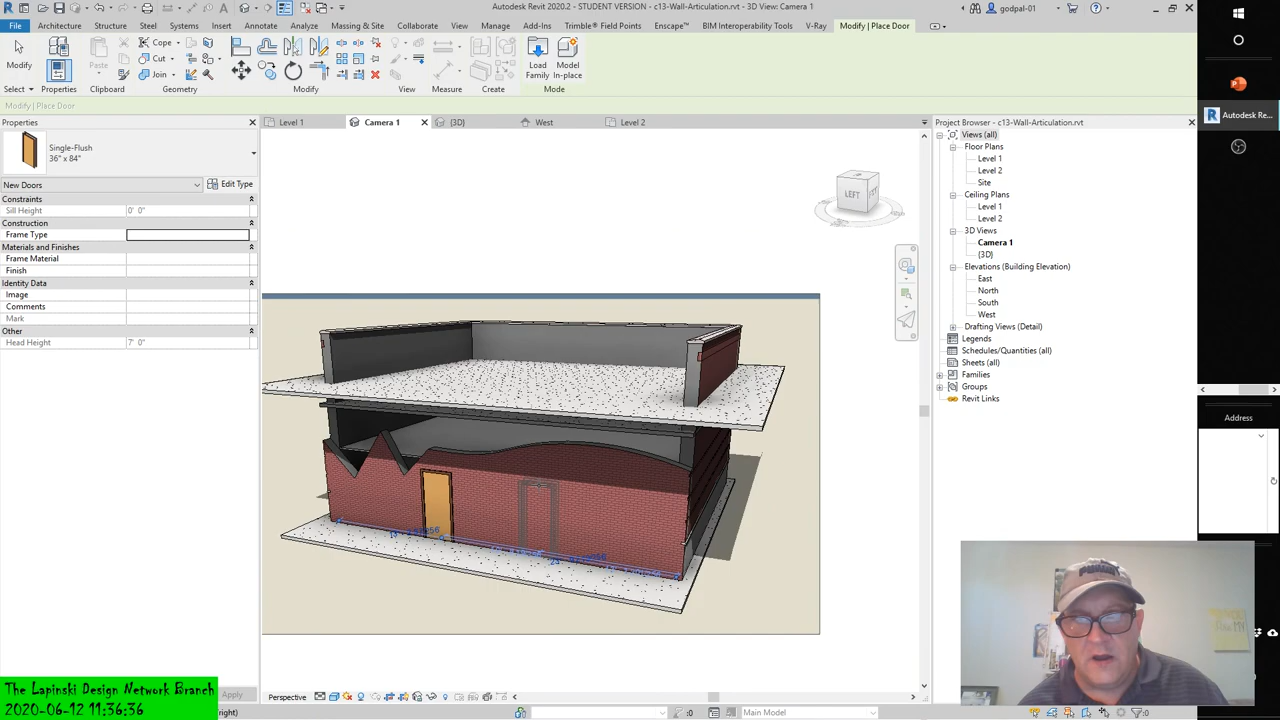 Autodesk Revit 2020.2 - STUDENT VERSION - c13-Wall-Articulation.rvt - 3D View: Camera 1
godpal-01
File Architecture Structure Steel Systems Insert Annotate Analyze Massing & Site Collaborate View Manage Add-Ins Trimble® Field Points Enscape™ BIM Interoperability Tools V-Ray Modify | Place Door
Cope
Cut
Join
Modify Paste Load Family Model In-place
Select Properties Clipboard Geometry Modify View Measure Create Mode
Modify | Place Door
Properties
Level 1 Camera 1 {3D} West Level 2
Single-Flush
36" x 84"
New Doors Edit Type
Constraints
Sill Height 0' 0"
Construction
Frame Type
Materials and Finishes
Frame Material
Finish
Identity Data
Image
Comments
Mark
Other
Head Height 7' 0"
LEFT
Project Browser - c13-Wall-Articulation.rvt
Views (all)
Floor Plans
Level 1
Level 2
Site
Ceiling Plans
Level 1
Level 2
3D Views
Camera 1
{3D}
Elevations (Building Elevation)
East
North
South
West
Drafting Views (Detail)
Legends
Schedules/Quantities (all)
Sheets (all)
Families
Groups
Revit Links
Autodesk Re...
Address
Apply
Perspective
Main Model
:0
:0
right)
The Lapinski Design Network Branch
2020-06-12 11:36:36